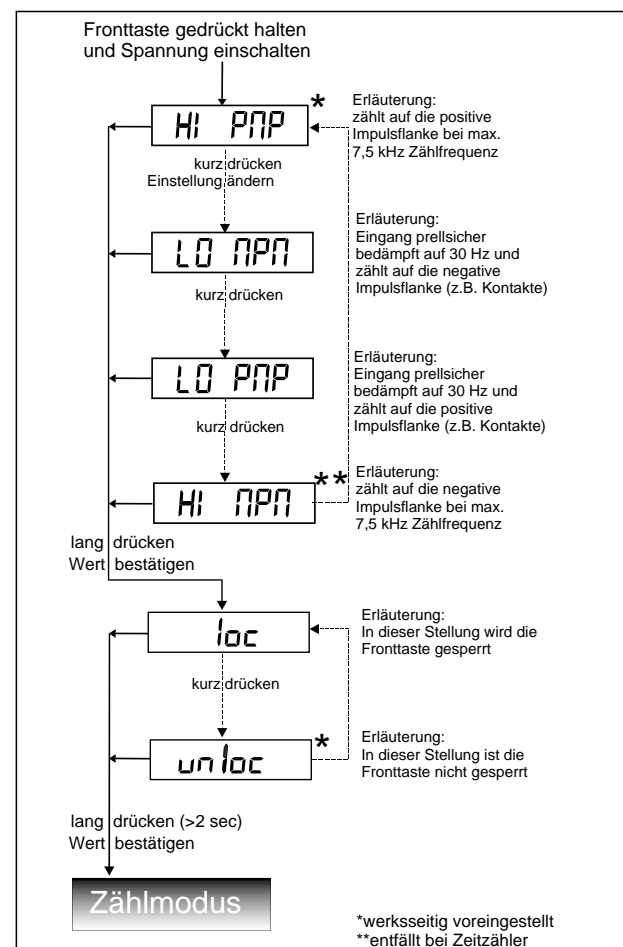 Fronttaste gedrückt halten
und Spannung einschalten
HI PNP
*
Erläuterung:
zählt auf die positive
Impulsflanke bei max.
7,5 kHz Zählfrequenz
kurz drücken
Einstellung ändern
LO NPN
Erläuterung:
Eingang prellsicher
bedämpft auf 30 Hz und
zählt auf die negative
Impulsflanke (z.B. Kontakte)
kurz drücken
LO PNP
Erläuterung:
Eingang prellsicher
bedämpft auf 30 Hz und
zählt auf die positive
Impulsflanke (z.B. Kontakte)
kurz drücken
HI NPN
**
Erläuterung:
zählt auf die negative
Impulsflanke bei max.
7,5 kHz Zählfrequenz
lang drücken
Wert bestätigen
loc
Erläuterung:
In dieser Stellung wird die
Fronttaste gesperrt
kurz drücken
unloc
*
Erläuterung:
In dieser Stellung ist die
Fronttaste nicht gesperrt
lang drücken (>2 sec)
Wert bestätigen
Zählmodus
*werksseitig voreingestellt
**entfällt bei Zeitzähler